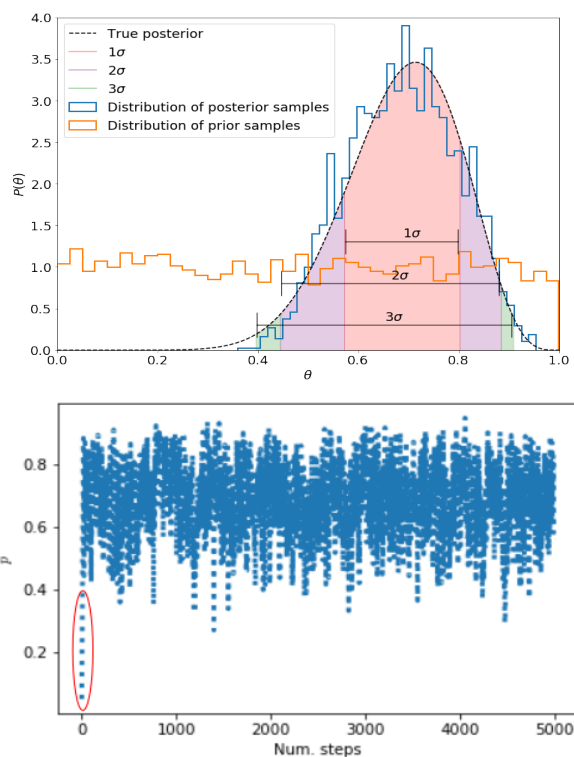 4.0
3.5
3.0
2.5
2.0
1.5
1.0
0.5
0.0
P(θ)
True posterior
1σ
2σ
3σ
Distribution of posterior samples
Distribution of prior samples
1σ
2σ
3σ
0.0 0.2 0.4 0.6 0.8 1.0
θ
0.8
0.6
0.4
0.2
p
0 1000 2000 3000 4000 5000
Num. steps